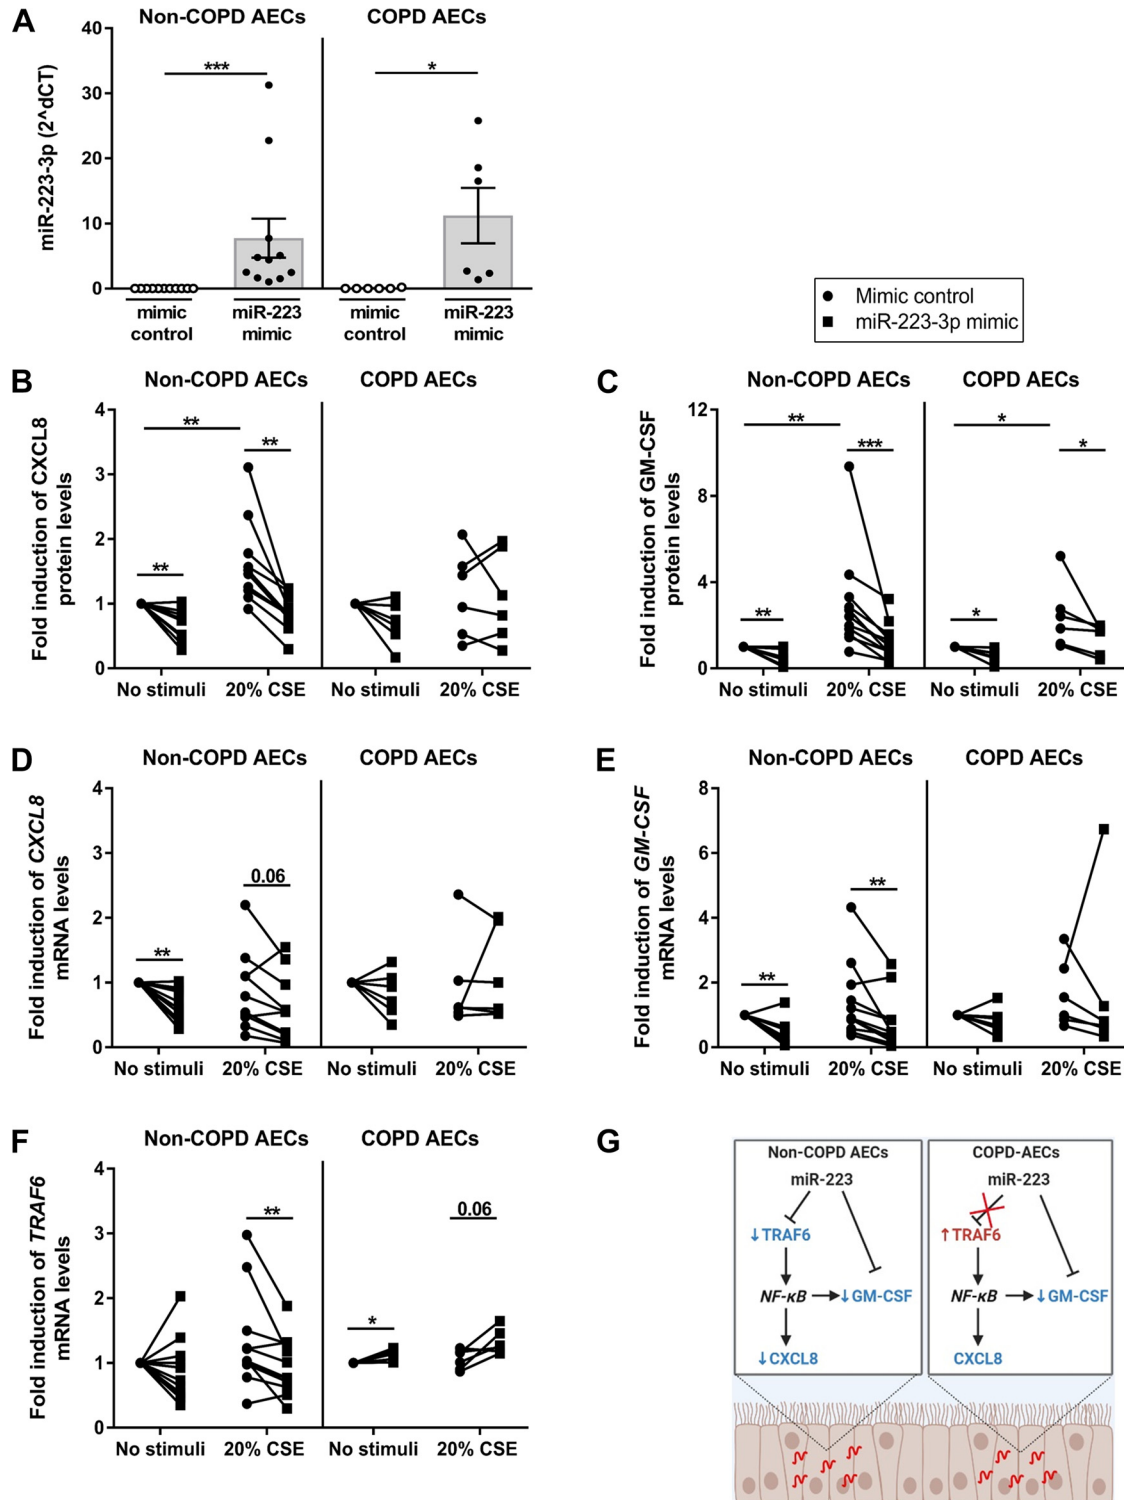 A
Non-COPD AECs
COPD AECs
miR-223-3p (2^dCT)
40
30
20
10
0
***
*
mimic
control
miR-223
mimic
mimic
control
miR-223
mimic
Mimic control
miR-223-3p mimic
B
Non-COPD AECs
COPD AECs
Fold induction of CXCL8
protein levels
4
3
2
1
0
**
**
**
No stimuli
20% CSE
No stimuli
20% CSE
C
Non-COPD AECs
COPD AECs
Fold induction of GM-CSF
protein levels
12
8
4
0
**
***
**
*
*
*
No stimuli
20% CSE
No stimuli
20% CSE
D
Non-COPD AECs
COPD AECs
Fold induction of CXCL8
mRNA levels
4
3
2
1
0
**
0.06
No stimuli
20% CSE
No stimuli
20% CSE
E
Non-COPD AECs
COPD AECs
Fold induction of GM-CSF
mRNA levels
8
6
4
2
0
**
**
No stimuli
20% CSE
No stimuli
20% CSE
F
Non-COPD AECs
COPD AECs
Fold induction of TRAF6
mRNA levels
4
3
2
1
0
**
*
0.06
No stimuli
20% CSE
No stimuli
20% CSE
G
Non-COPD AECs
miR-223
↓TRAF6
NF-κB
↓GM-CSF
↓CXCL8
COPD-AECs
miR-223
↑TRAF6
NF-κB
↓GM-CSF
CXCL8